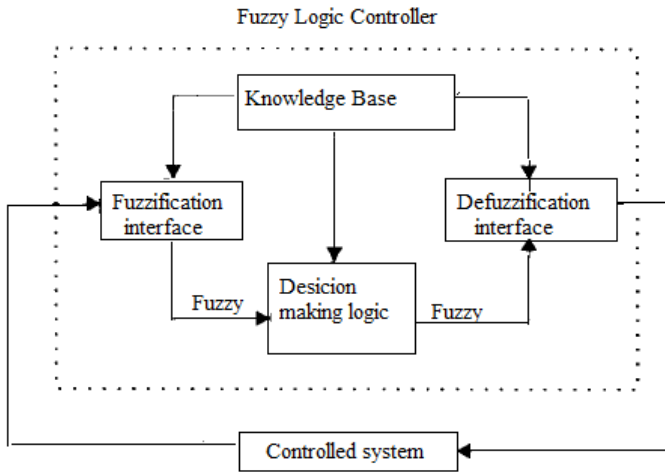 Fuzzy Logic Controller
Knowledge Base
Fuzzification
interface
Defuzzification
interface
Desicion
making logic
Fuzzy
Fuzzy
Controlled system